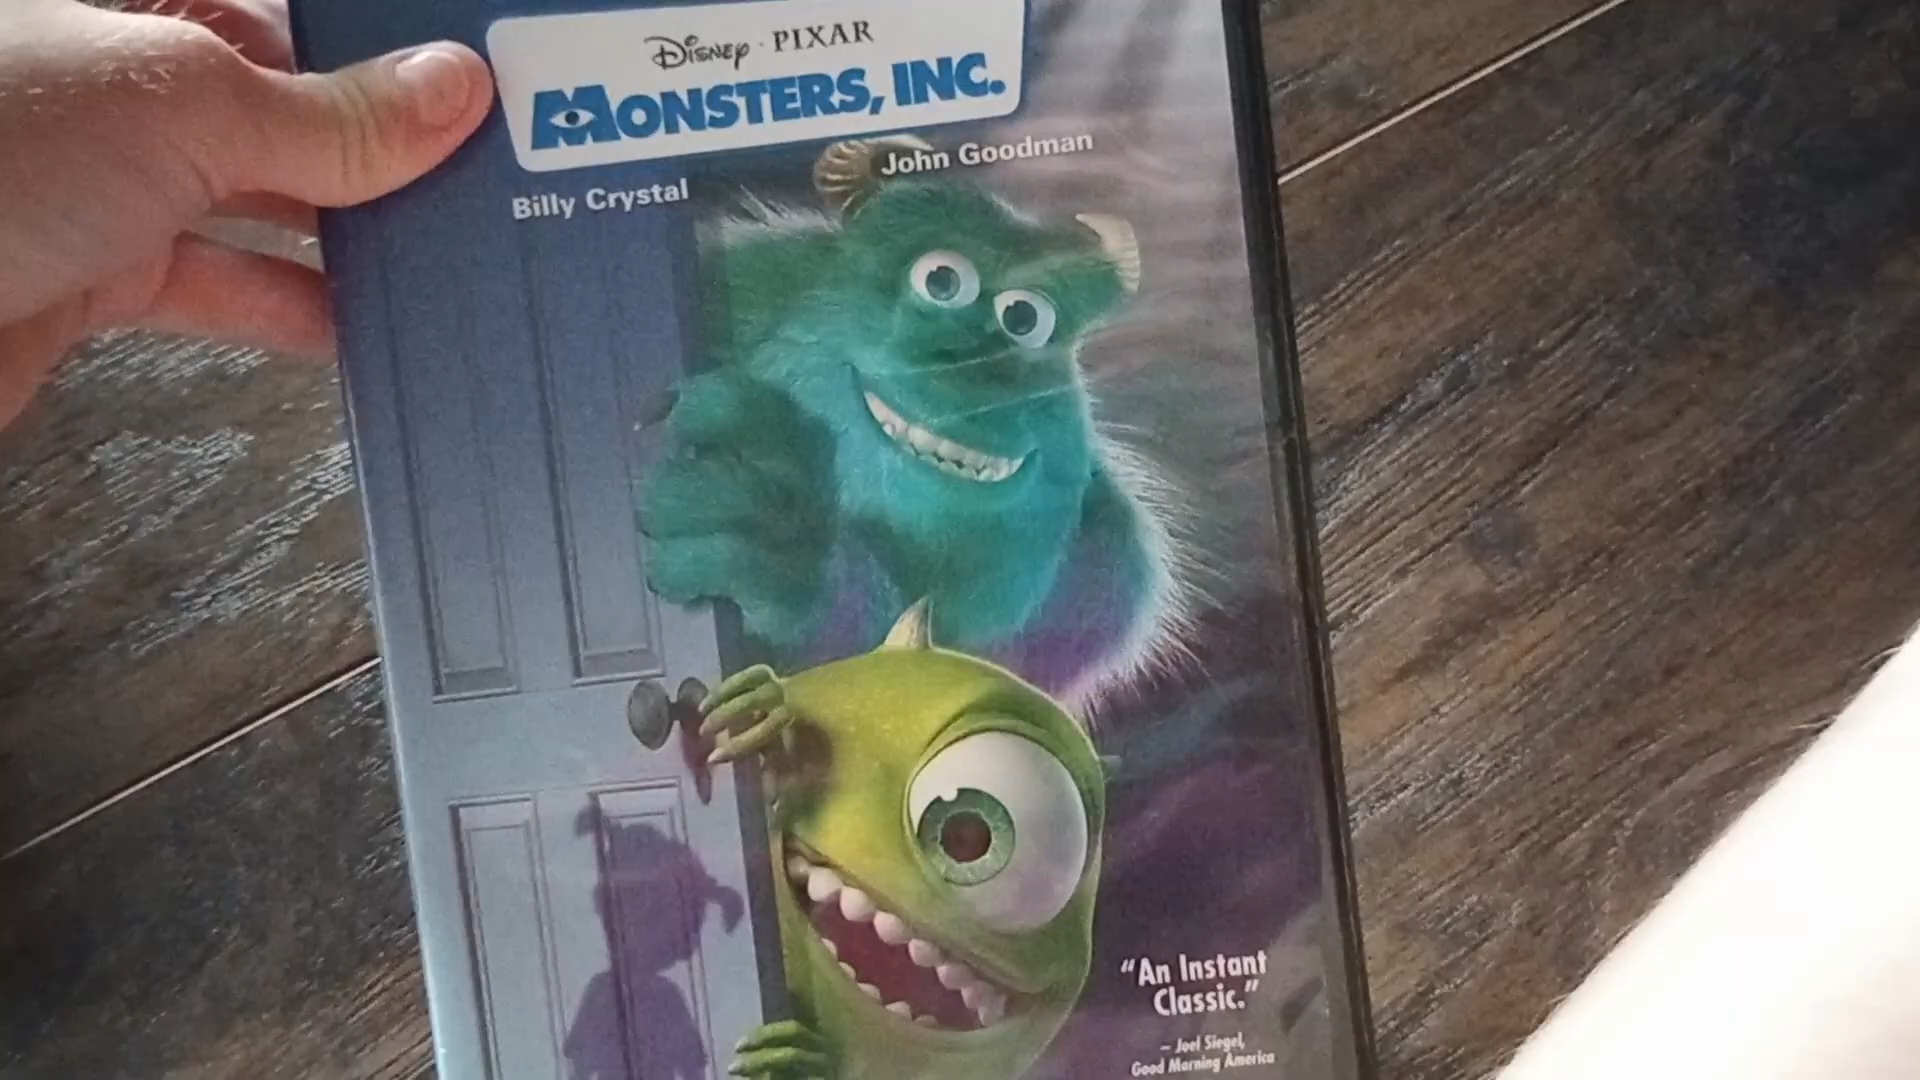 Disney · PIXAR
MONSTERS, INC.
Billy Crystal
John Goodman
"An Instant
Classic."
– Joel Siegel,
Good Morning America